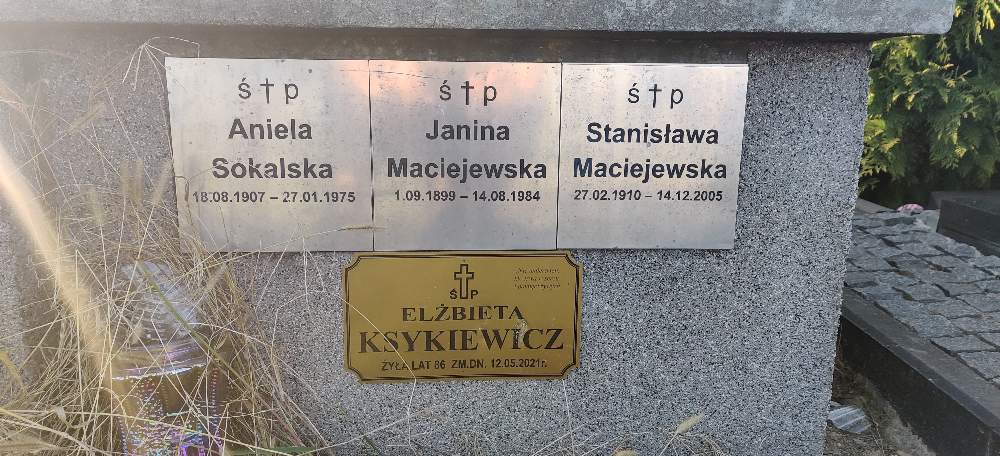 ś † p
Aniela
Sokalska
18.08.1907 – 27.01.1975
ś † p
Janina
Maciejewska
1.09.1899 – 14.08.1984
ś † p
Stanisława
Maciejewska
27.02.1910 – 14.12.2005
Ś P
ELŻBIETA
KSYKIEWICZ
ŻYŁA LAT 86 ZM.DN. 12.05.2021r.